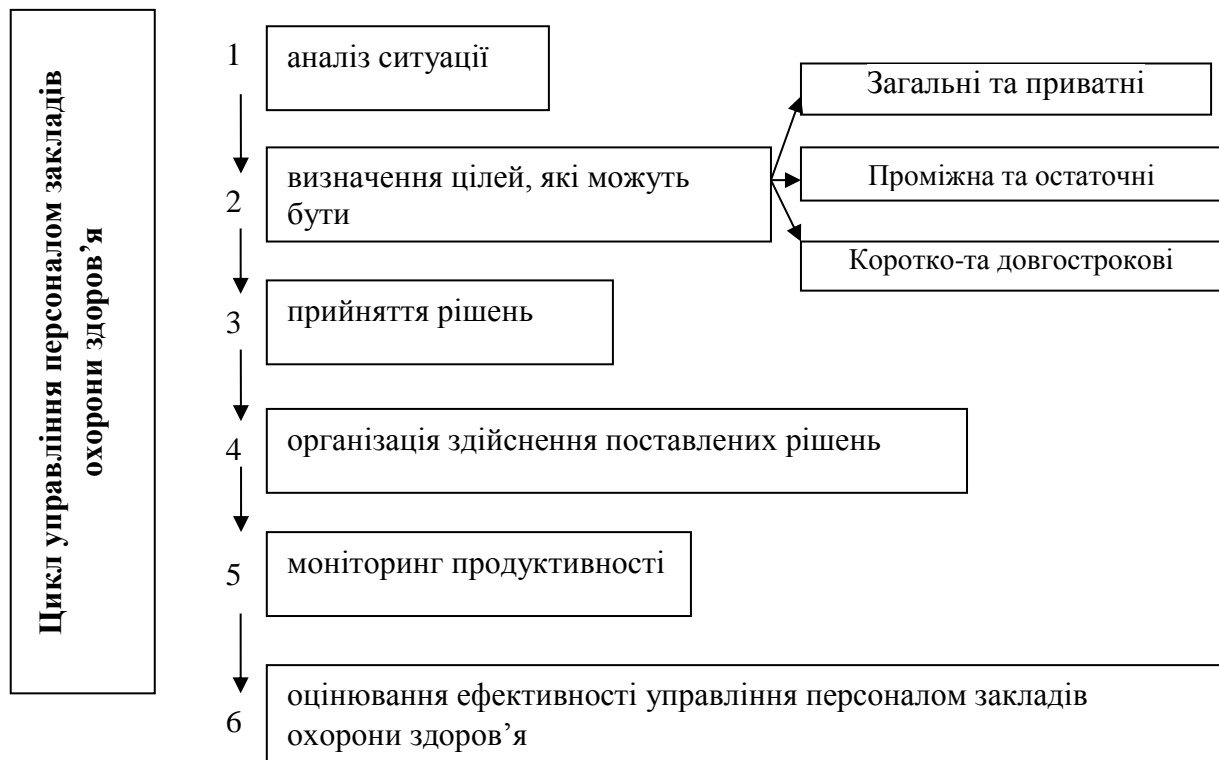 Цикл управління персоналом закладів
охорони здоров’я
1
аналіз ситуації
Загальні та приватні
2
визначення цілей, які можуть
бути
Проміжна та остаточні
Коротко-та довгострокові
3
прийняття рішень
4
організація здійснення поставлених рішень
5
моніторинг продуктивності
6
оцінювання ефективності управління персоналом закладів
охорони здоров’я